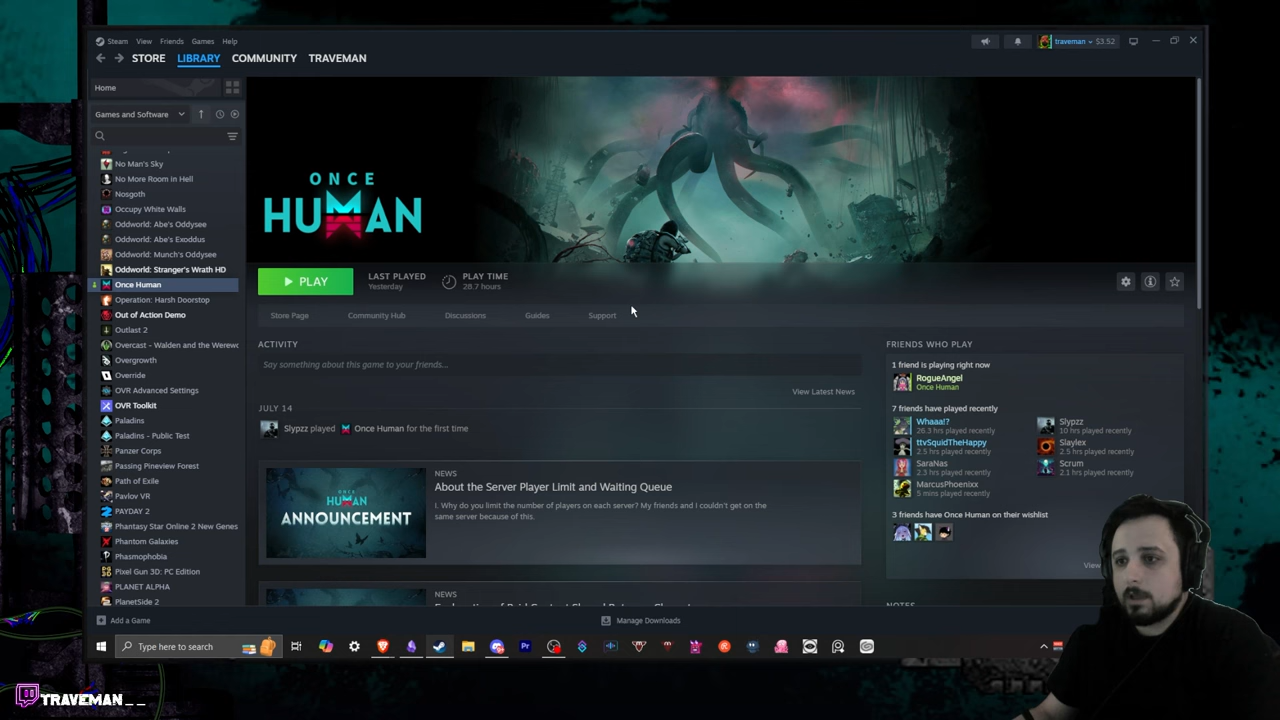 Steam View Friends Games Help
traveman $3.52
STORE LIBRARY COMMUNITY TRAVEMAN
Home
Games and Software
No Man's Sky
No More Room in Hell
Nosgoth
Occupy White Walls
Oddworld: Abe's Oddysee
Oddworld: Abe's Exoddus
Oddworld: Munch's Oddysee
Oddworld: Stranger's Wrath HD
Once Human
Operation: Harsh Doorstop
Out of Action Demo
Outlast 2
Overcast - Walden and the Werewo
Overgrowth
Override
OVR Advanced Settings
OVR Toolkit
Paladins
Paladins - Public Test
Panzer Corps
Passing Pineview Forest
Path of Exile
Pavlov VR
PAYDAY 2
Phantasy Star Online 2 New Genes
Phantom Galaxies
Phasmophobia
Pixel Gun 3D: PC Edition
PLANET ALPHA
PlanetSide 2
ONCE
HUMAN
PLAY
LAST PLAYED
Yesterday
PLAY TIME
28.7 hours
Store Page Community Hub Discussions Guides Support
ACTIVITY
Say something about this game to your friends...
View Latest News
JULY 14
Slypzz played Once Human for the first time
ONCE
HUMAN
ANNOUNCEMENT
NEWS
About the Server Player Limit and Waiting Queue
I. Why do you limit the number of players on each server? My friends and I couldn't get on the
same server because of this.
NEWS
FRIENDS WHO PLAY
1 friend is playing right now
RogueAngel
Once Human
7 friends have played recently
Whaaa!?
26.3 hrs played recently
Slypzz
10 hrs played recently
ttvSquidTheHappy
2.5 hrs played recently
Slaylex
2.5 hrs played recently
SaraNas
2.3 hrs played recently
Scrum
2.1 hrs played recently
MarcusPhoenixx
5 mins played recently
3 friends have Once Human on their wishlist
View
NOTES
Add a Game
Manage Downloads
Type here to search
Pr
TRAVEMAN__